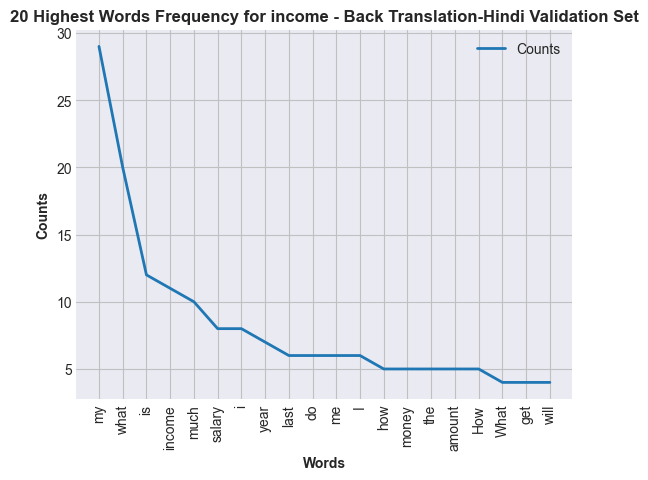 20 Highest Words Frequency for income - Back Translation-Hindi Validation Set
Counts
30
25
20
15
10
5
Counts
my
what
is
income
much
salary
i
year
last
do
me
I
how
money
the
amount
How
What
get
will
Words